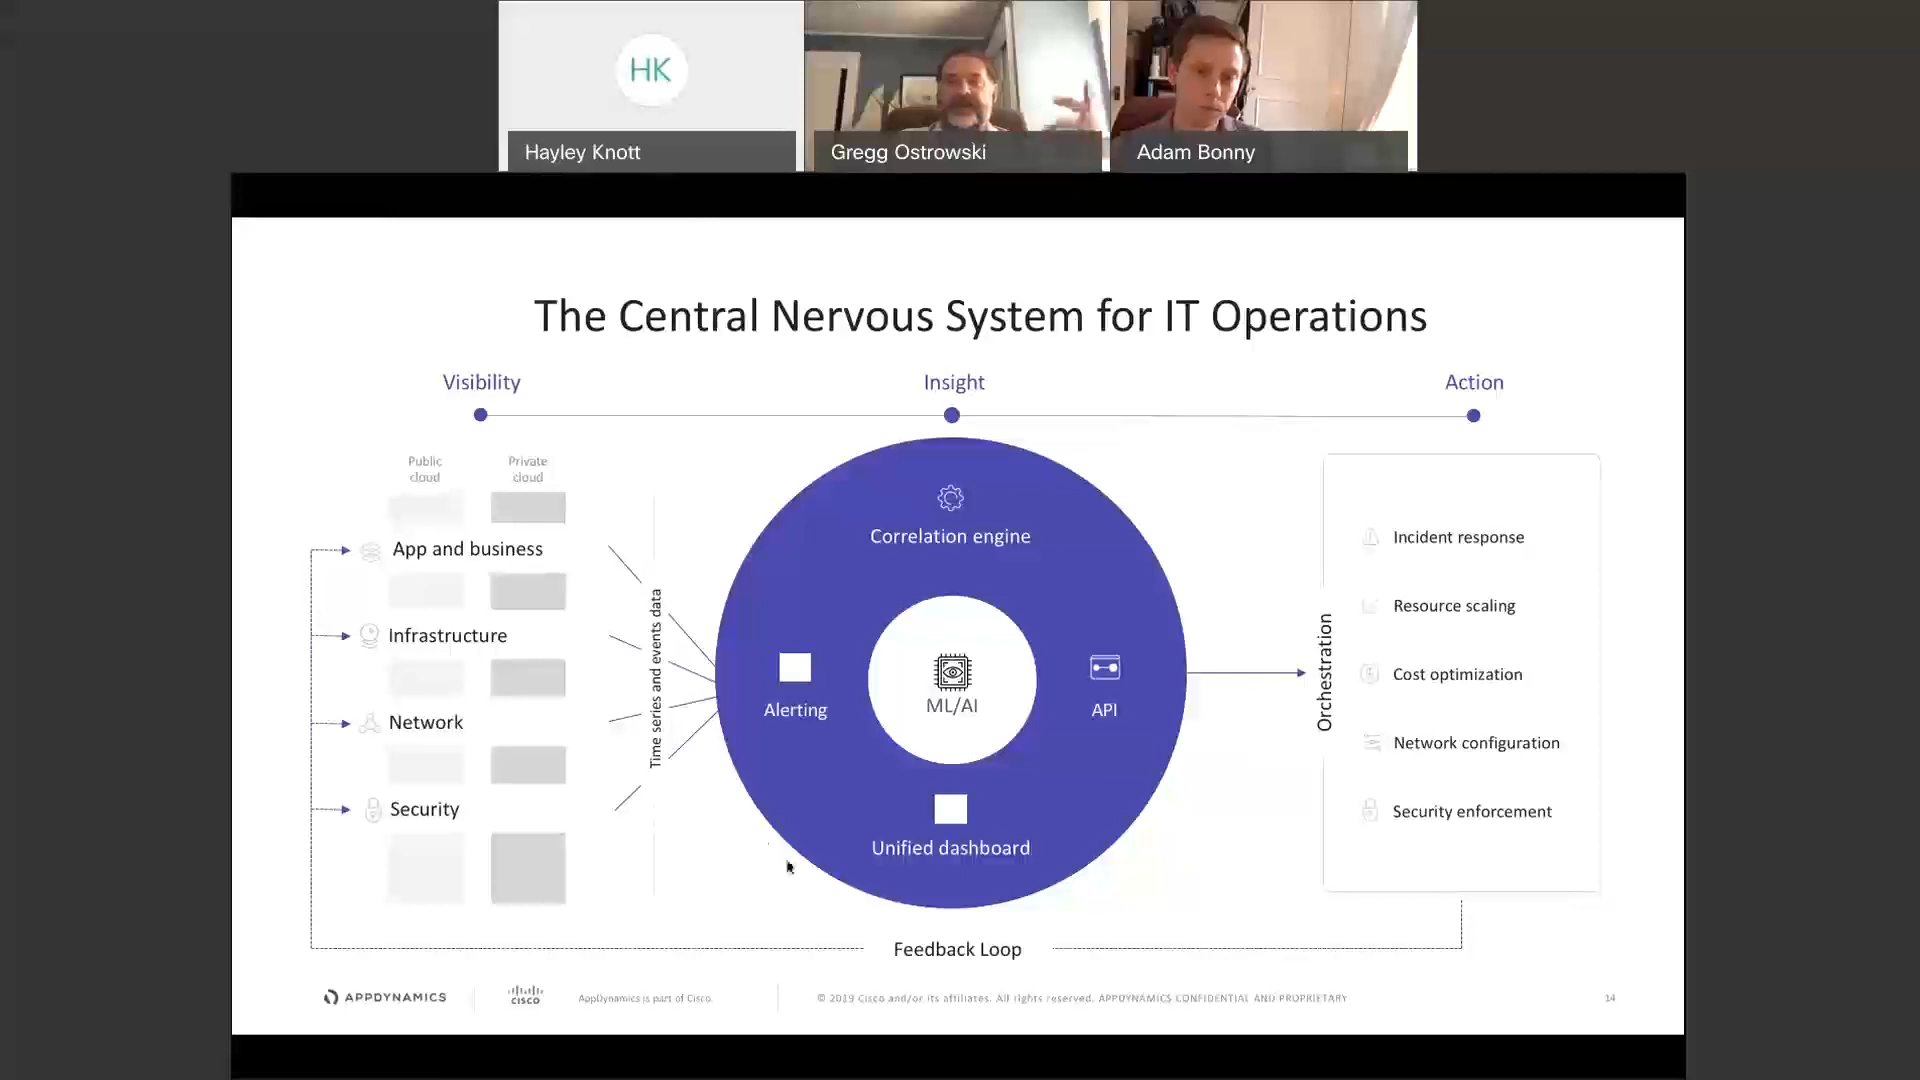 HK
Hayley Knott
Gregg Ostrowski
Adam Bonny
The Central Nervous System for IT Operations
Visibility
Insight
Action
Public
cloud
Private
cloud
App and business
Infrastructure
Network
Security
Time series and events data
Correlation engine
Alerting
ML/AI
API
Unified dashboard
Orchestration
Incident response
Resource scaling
Cost optimization
Network configuration
Security enforcement
Feedback Loop
APPDYNAMICS
CISCO
AppDynamics is part of Cisco.
© 2019 Cisco and/or its affiliates. All rights reserved. APPDYNAMICS CONFIDENTIAL AND PROPRIETARY
14